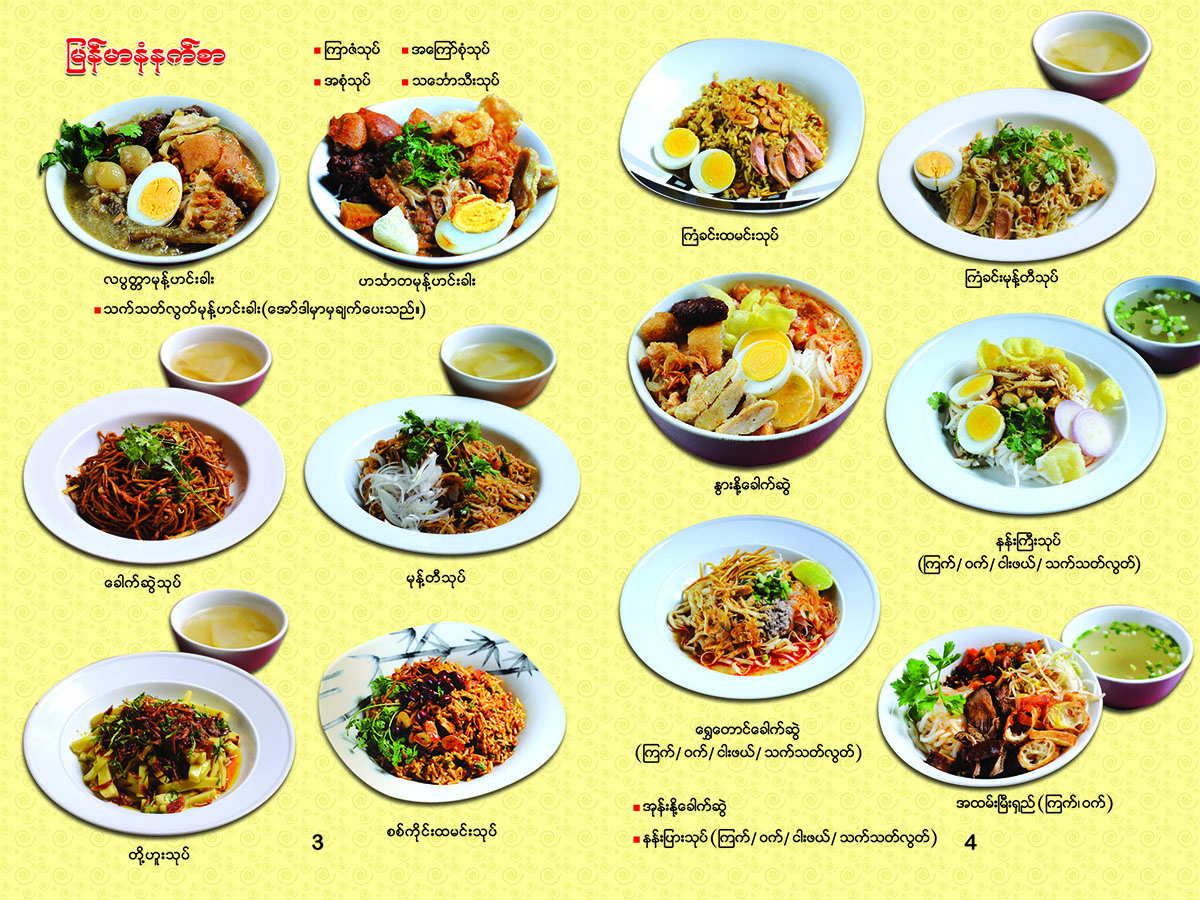 မြန်မာနံနက်စာ
▪ ကြာဇံသုပ် ▪ အကြော်စုံသုပ်
▪ အစုံသုပ် ▪ သင်္ဘောသီးသုပ်
လပွတ္တာမုန့်ဟင်းခါး
ဟင်္သာတမုန့်ဟင်းခါး
▪ သက်သတ်လွတ်မုန့်ဟင်းခါး(အော်ဒါမှာမှချက်ပေးသည်။)
ခေါက်ဆွဲသုပ်
မုန့်တီသုပ်
တို့ဟူးသုပ်
စစ်ကိုင်းထမင်းသုပ်
3
ကြံခင်းထမင်းသုပ်
ကြံခင်းမုန့်တီသုပ်
နွားနို့ခေါက်ဆွဲ
နန်းကြီးသုပ်
(ကြက်/ ဝက်/ ငါးဖယ်/ သက်သတ်လွတ်)
ရွှေတောင်ခေါက်ဆွဲ
(ကြက်/ ဝက်/ ငါးဖယ်/ သက်သတ်လွတ်)
အထမ်းမြီးရှည် (ကြက်၊ ဝက်)
▪ အုန်းနို့ခေါက်ဆွဲ
▪ နန်းပြားသုပ် (ကြက်/ ဝက်/ ငါးဖယ်/ သက်သတ်လွတ်)
4